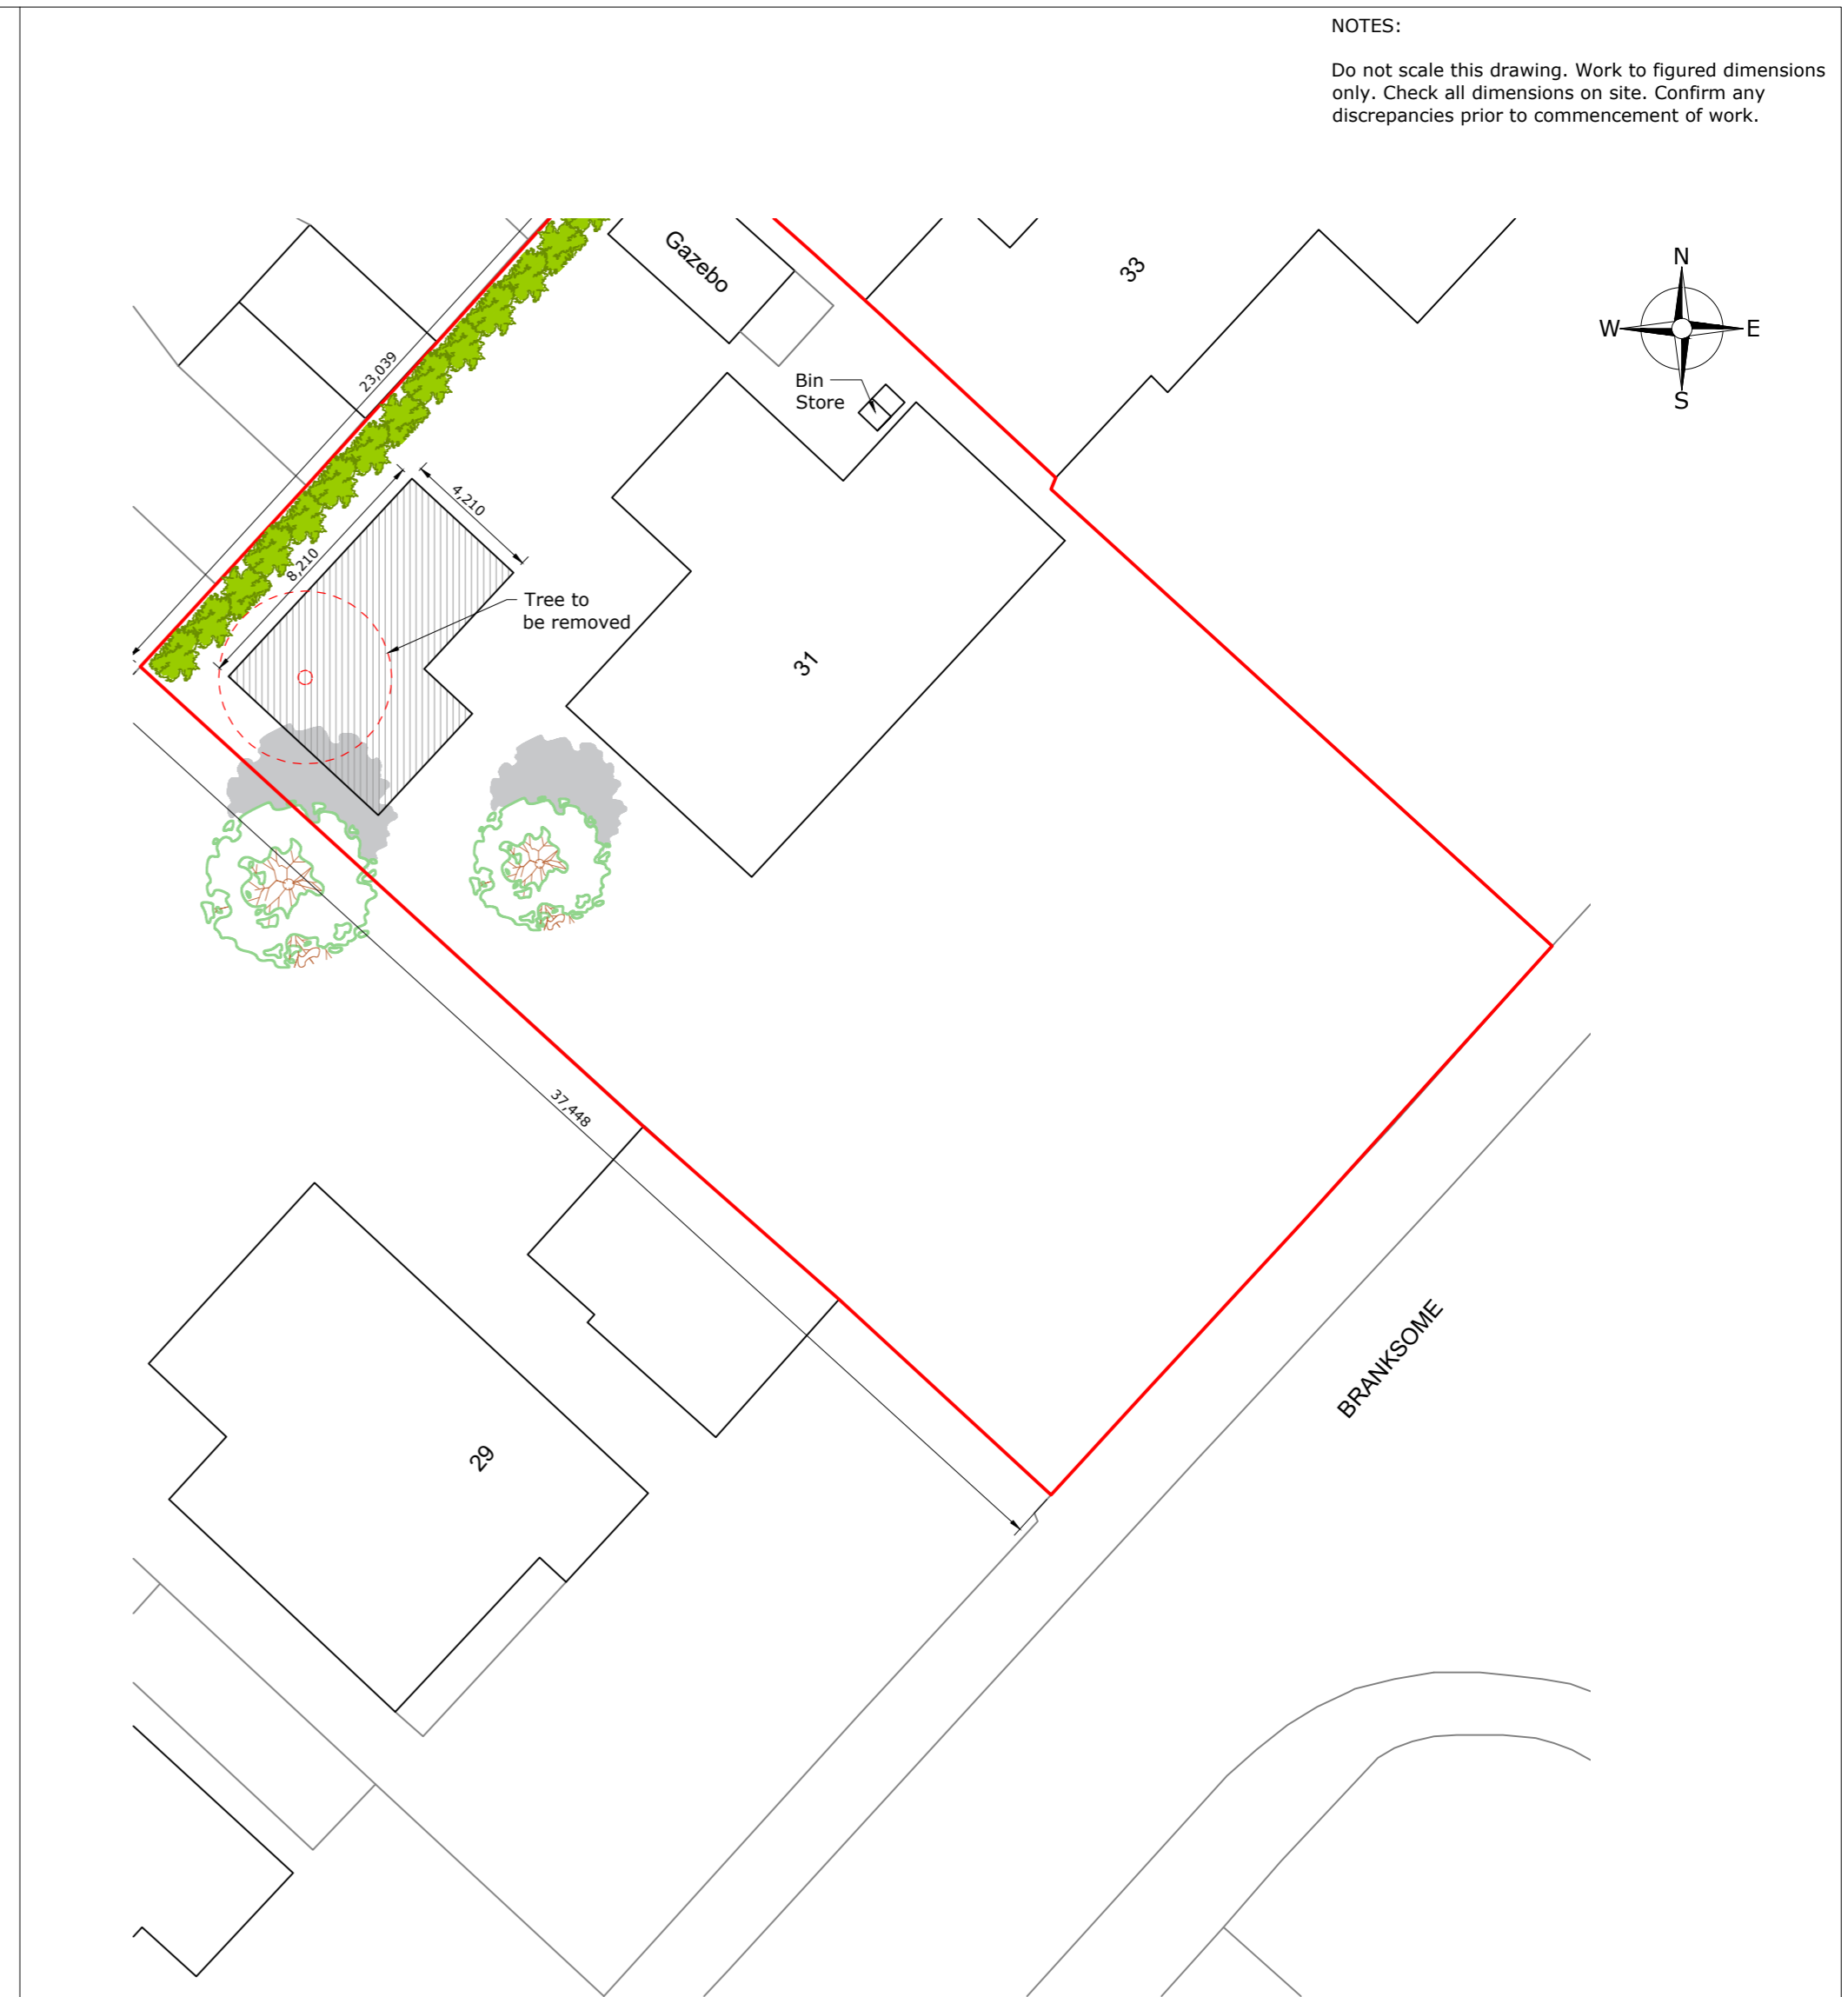 NOTES:
Do not scale this drawing. Work to figured dimensions
only. Check all dimensions on site. Confirm any
discrepancies prior to commencement of work.
Gazebo
33
N
W
E
S
23,039
Bin
Store
4,210
8,210
Tree to
be removed
31
37,448
BRANKSOME
29